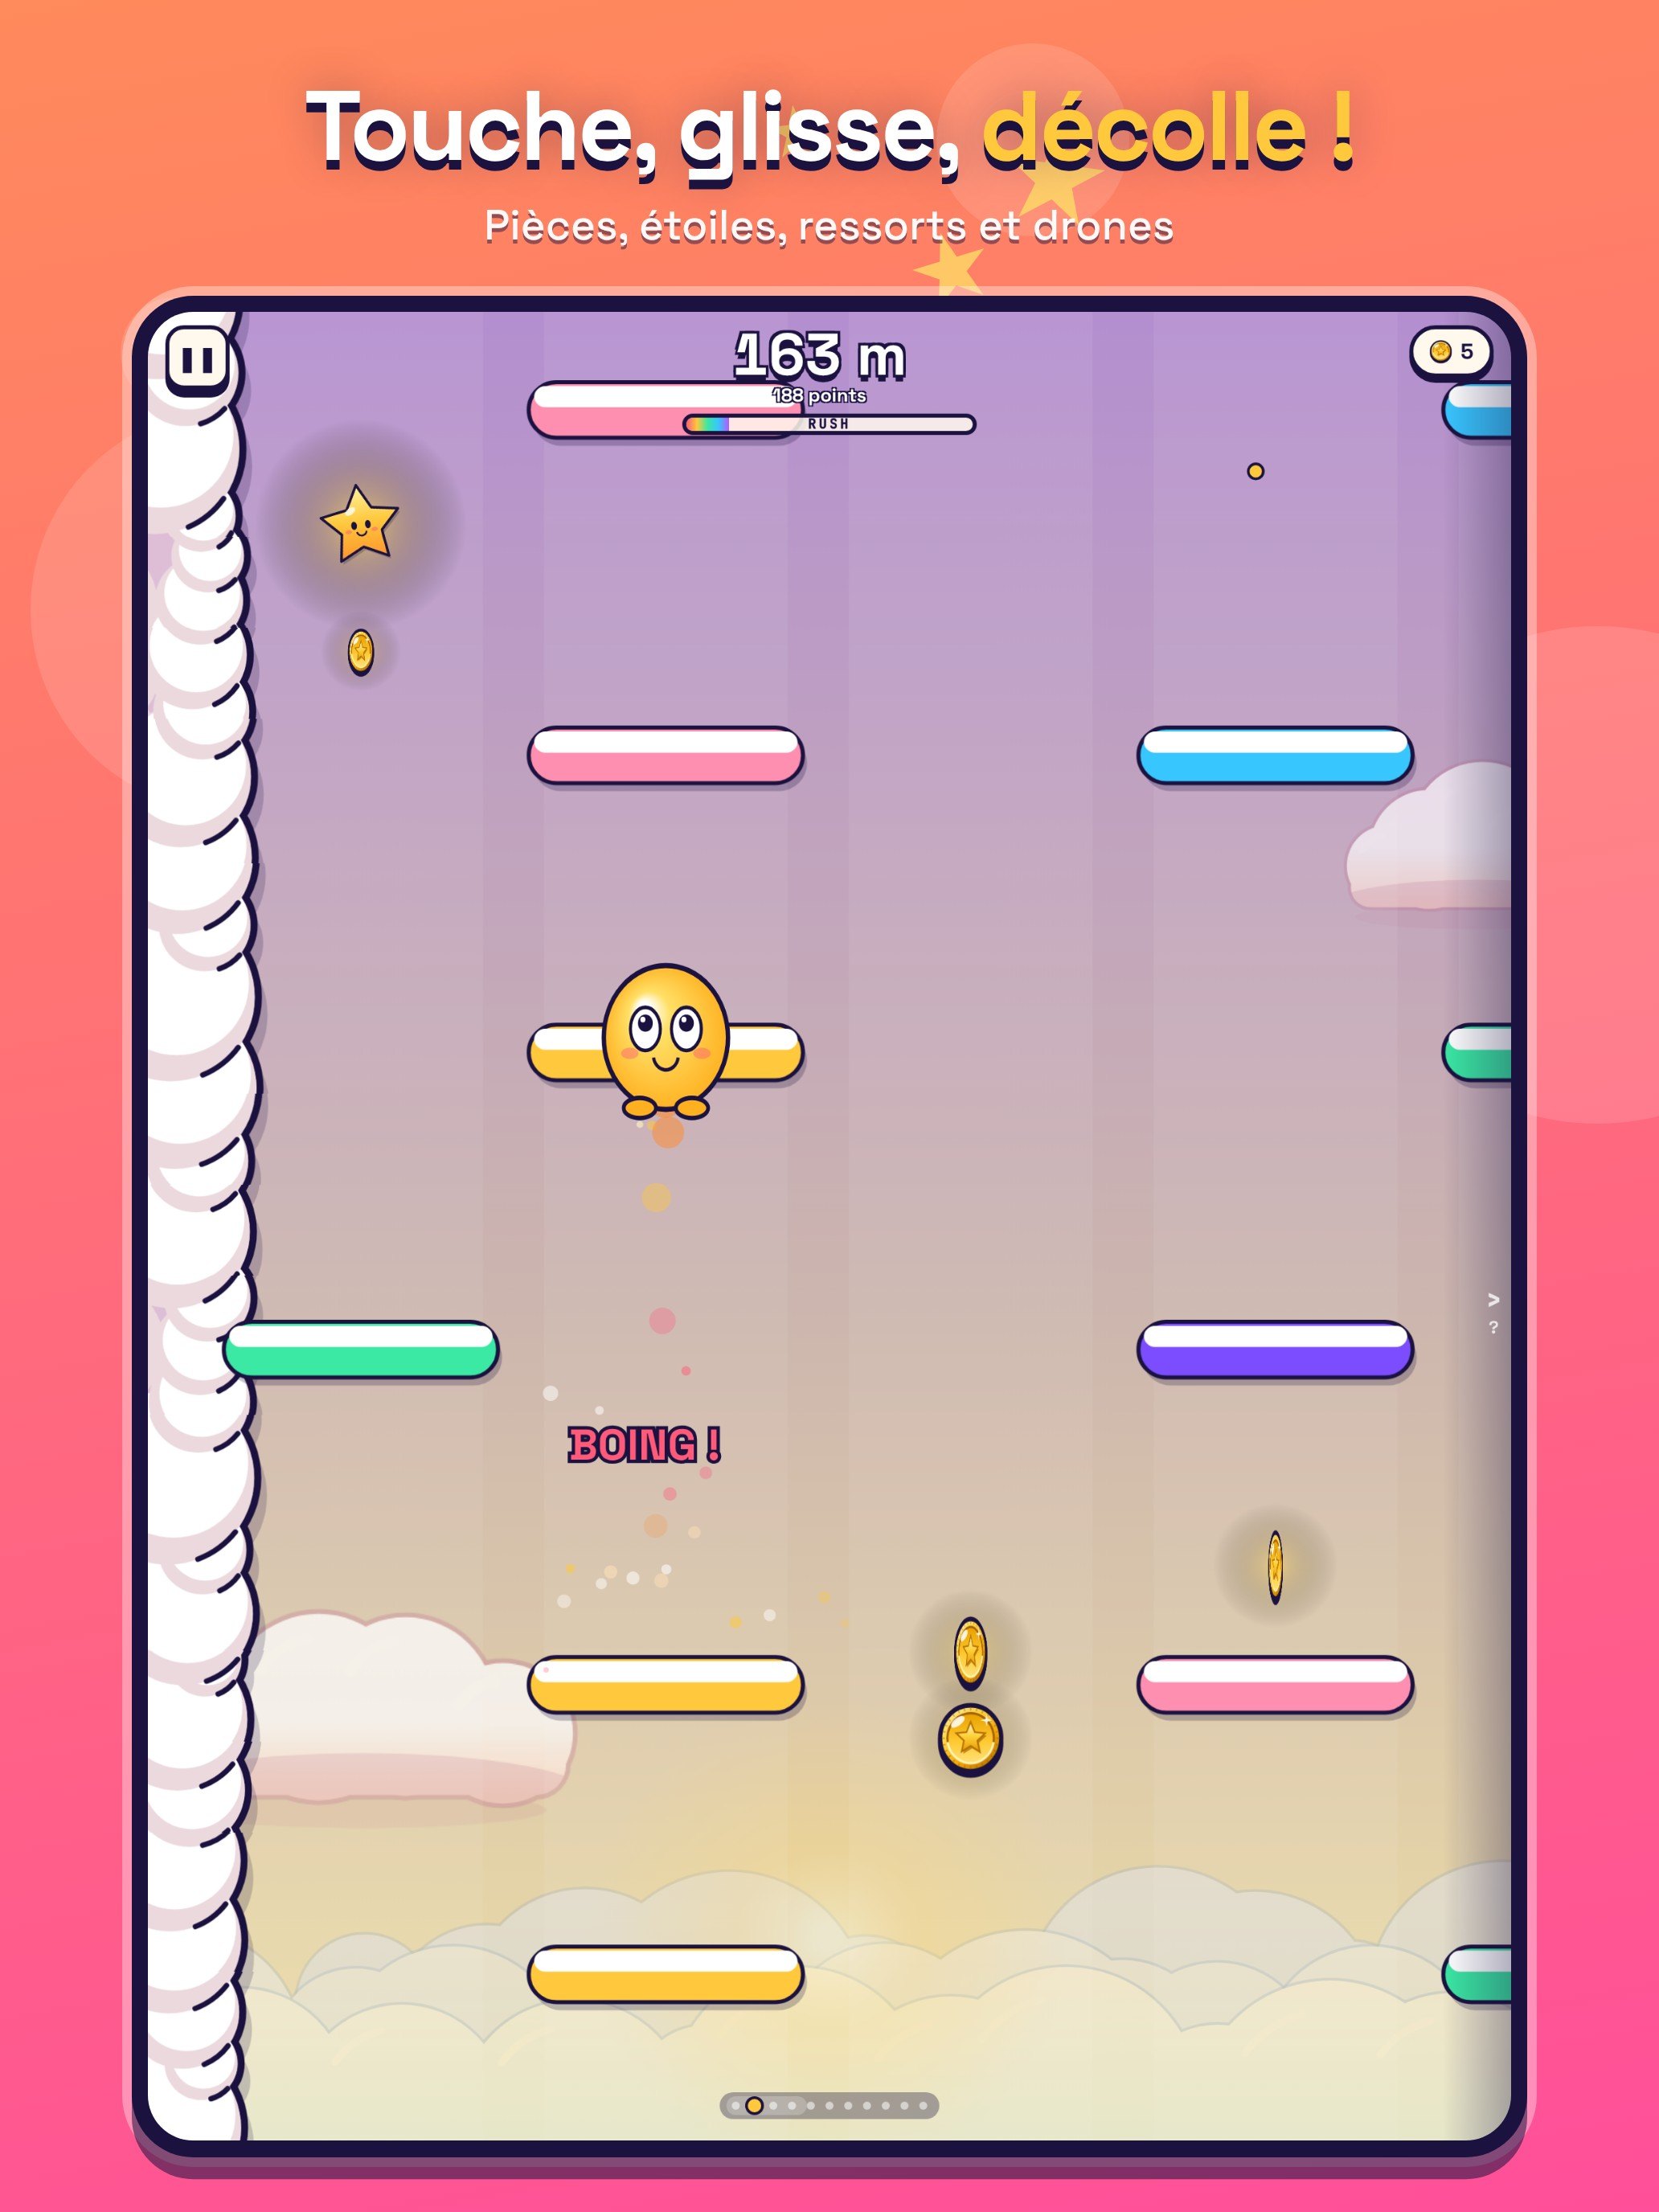 Touche, glisse, décolle !
Pièces, étoiles, ressorts et drones
163 m
5
188 points
RUSH
>
?
BOING !